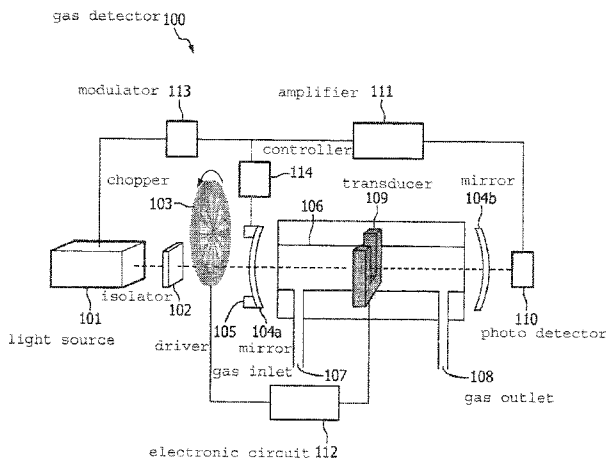 gas detector 100
modulator 113
amplifier 111
controller
114
chopper
103
transducer
109
mirror
104b
106
101
isolator
102
light source
105
104a
driver
mirror
gas inlet
107
108
gas outlet
110
photo detector
electronic circuit 112